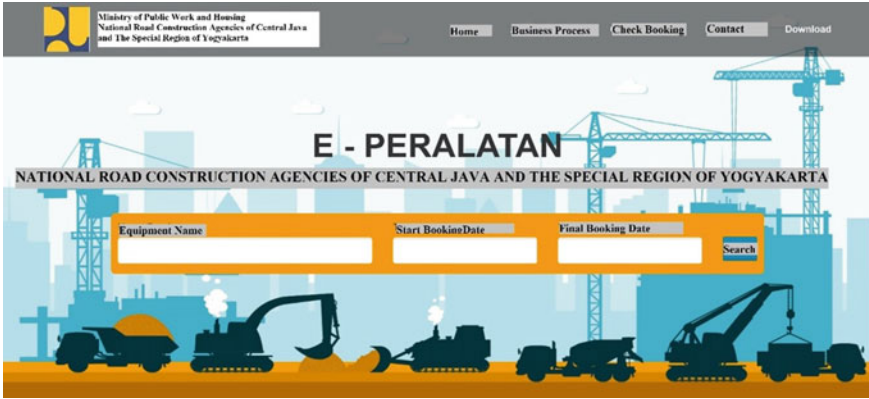 Ministry of Public Work and Housing
National Road Construction Agencies of Central Java
and The Special Region of Yogyakarta
Home Business Process Check Booking Contact Download
E - PERALATAN
NATIONAL ROAD CONSTRUCTION AGENCIES OF CENTRAL JAVA AND THE SPECIAL REGION OF YOGYAKARTA
Equipment Name Start BookingDate Final Booking Date
Search